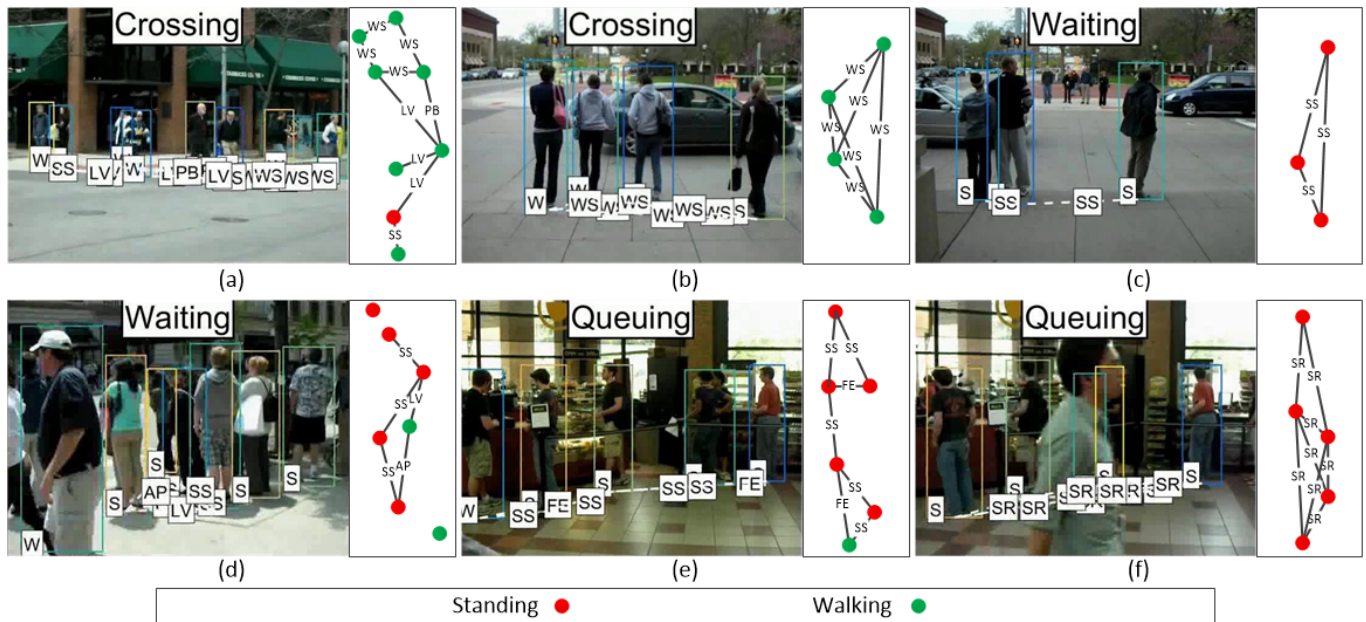 Crossing
WS
WS
WS
WS
LV
PB
LV
LV
SS
W SS LV W PB LV WS WS WS
(a)
Crossing
WS
WS
WS
WS
WS
WS
W WS WS WS WS WS WS S
(b)
Waiting
SS
SS
SS
S SS SS S
(c)
Waiting
SS
SS
LV
SS
AP
S
S AP SS S S
LV
W
(d)
Queuing
SS
SS
FE
SS
SS
FE
SS
W SS FE SS S SS SS FE
(e)
Queuing
SR
SR
SR
SR
SR
SR
SR
SR
S SR SR S SR SR SR S
(f)
Standing
Walking